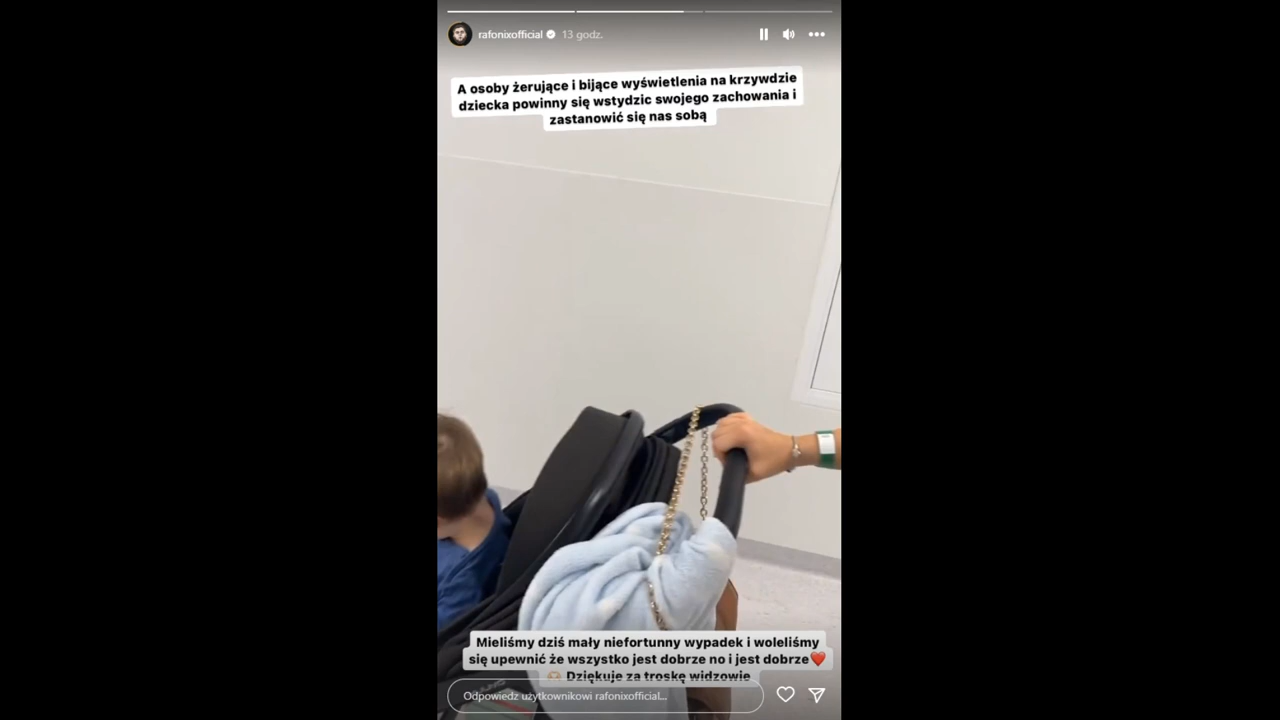 rafonixofficial 13 godz.
A osoby żerujące i bijące wyświetlenia na krzywdzie
dziecka powinny się wstydzic swojego zachowania i
zastanowić się nas sobą
Mieliśmy dziś mały niefortunny wypadek i woleliśmy
się upewnić że wszystko jest dobrze no i jest dobrze❤️
🙈 Dziękuje za troskę widzowie
Odpowiedz użytkownikowi rafonixofficial...